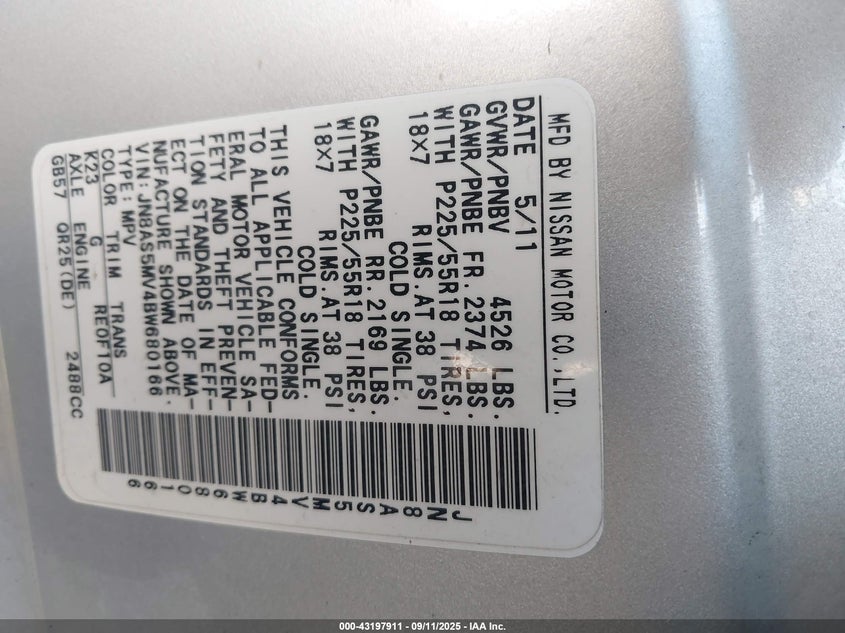 MFD BY NISSAN MOTOR CO.,LTD.
DATE 5/11
GVWR/PNBV 4526 LBS.
GAWR/PNBE FR. 2374 LBS.
WITH P225/55R18 TIRES,
18X7 RIMS.AT 38 PSI
COLD SINGLE.
GAWR/PNBE RR. 2169 LBS.
WITH P225/55R18 TIRES,
18X7 RIMS.AT 38 PSI
COLD SINGLE.
THIS VEHICLE CONFORMS
TO ALL APPLICABLE FED-
ERAL MOTOR VEHICLE SA-
FETY AND THEFT PREVEN-
TION STANDARDS IN EFF-
ECT ON THE DATE OF MA-
NUFACTURE SHOWN ABOVE.
VIN: JN8AS5MV4BW680166
TYPE: MPV
COLOR TRIM TRANS
K23 G RE0F10A
AXLE ENGINE
GB57 QR25(DE) 2488CC
JN8AS5MV4BW680166
000-43197911 - 09/11/2025 - IAA Inc.